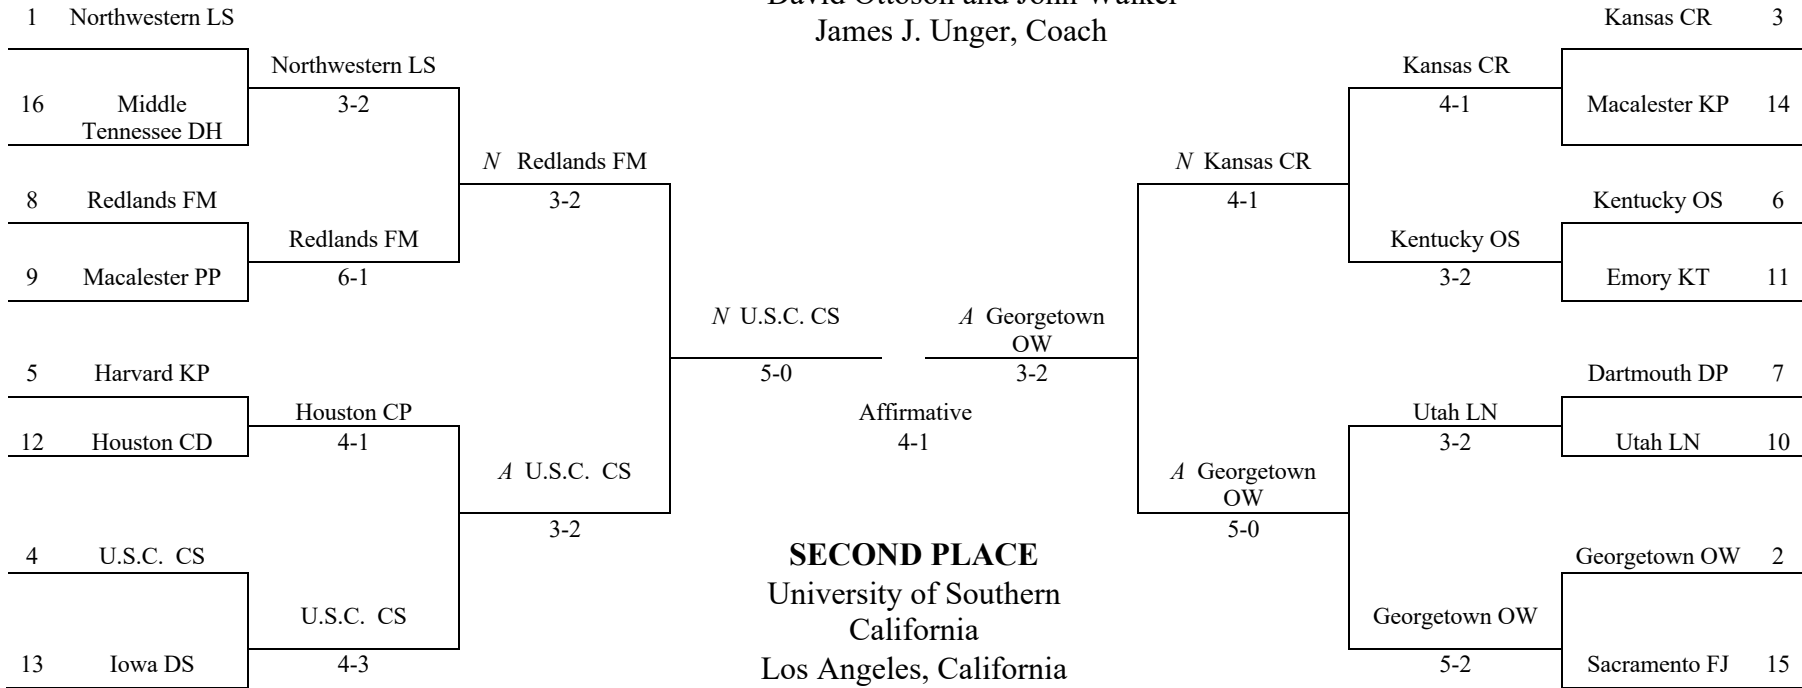 David Ottoson and John Walker
James J. Unger, Coach
1 Northwestern LS
Northwestern LS
16 Middle
Tennessee DH
3-2
N Redlands FM
3-2
8 Redlands FM
Redlands FM
9 Macalester PP
6-1
N U.S.C. CS
5-0
5 Harvard KP
Houston CP
12 Houston CD
4-1
A U.S.C. CS
3-2
4 U.S.C. CS
U.S.C. CS
13 Iowa DS
4-3
A Georgetown
OW
3-2
Affirmative
4-1
SECOND PLACE
University of Southern
California
Los Angeles, California
Kansas CR 3
Kansas CR
4-1
Macalester KP 14
N Kansas CR
4-1
Kentucky OS 6
Kentucky OS
3-2
Emory KT 11
Dartmouth DP 7
Utah LN
3-2
Utah LN 10
A Georgetown
OW
5-0
Georgetown OW 2
Georgetown OW
5-2
Sacramento FJ 15